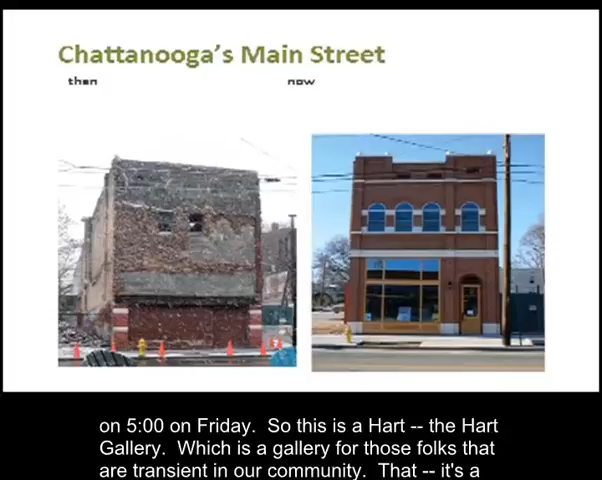 Chattanooga's Main Street
then
now
on 5:00 on Friday.  So this is a Hart -- the Hart
Gallery.  Which is a gallery for those folks that
are transient in our community.  That -- it's a